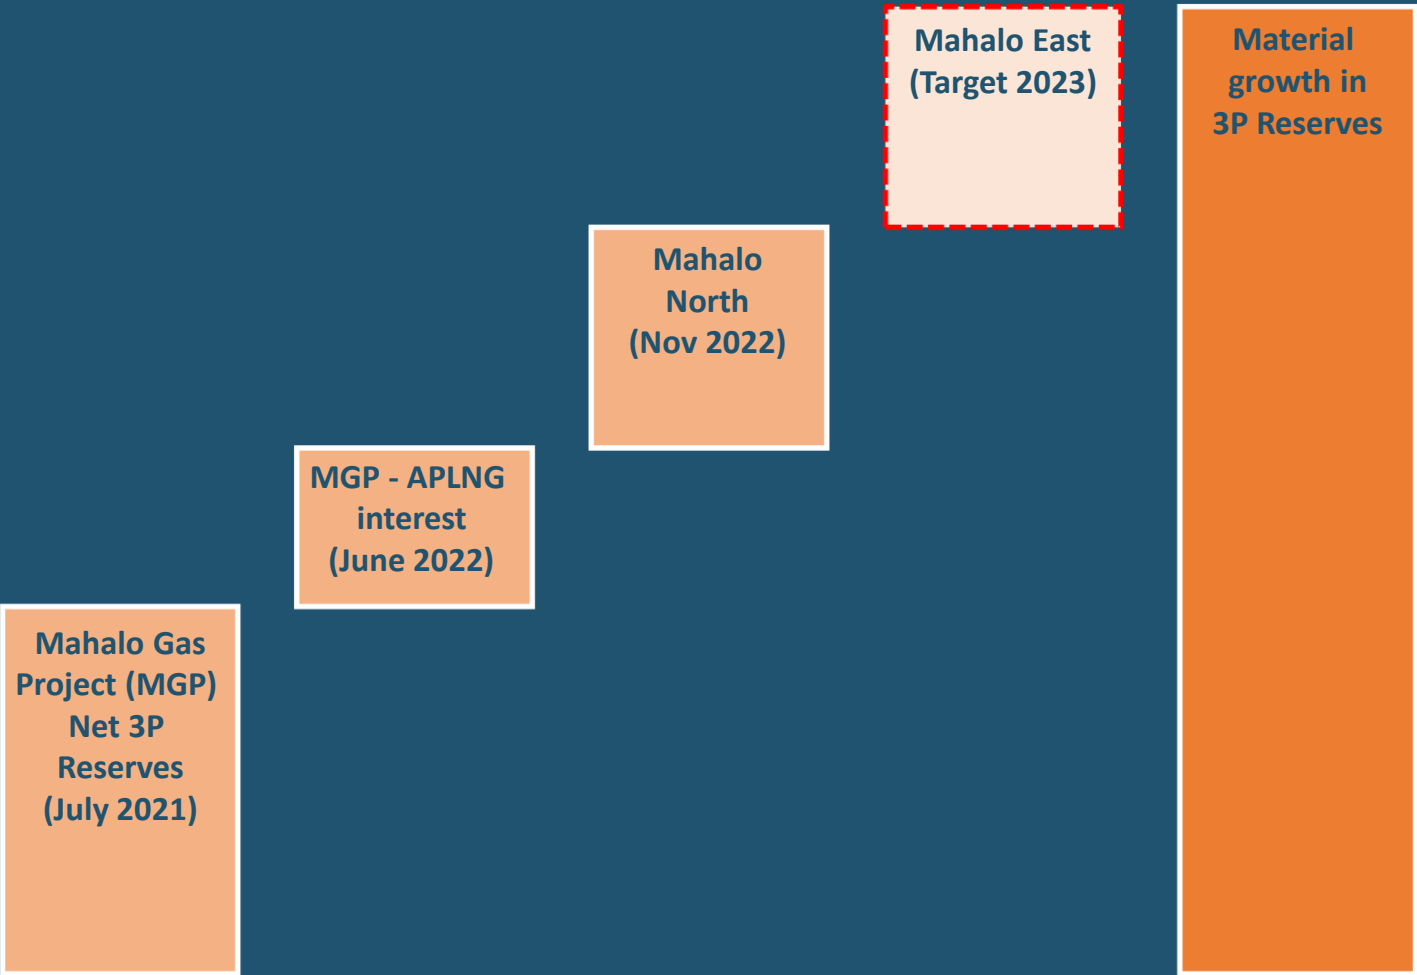 Mahalo Gas
Project (MGP)
Net 3P
Reserves
(July 2021)
MGP - APLNG
interest
(June 2022)
Mahalo
North
(Nov 2022)
Mahalo East
(Target 2023)
Material
growth in
3P Reserves